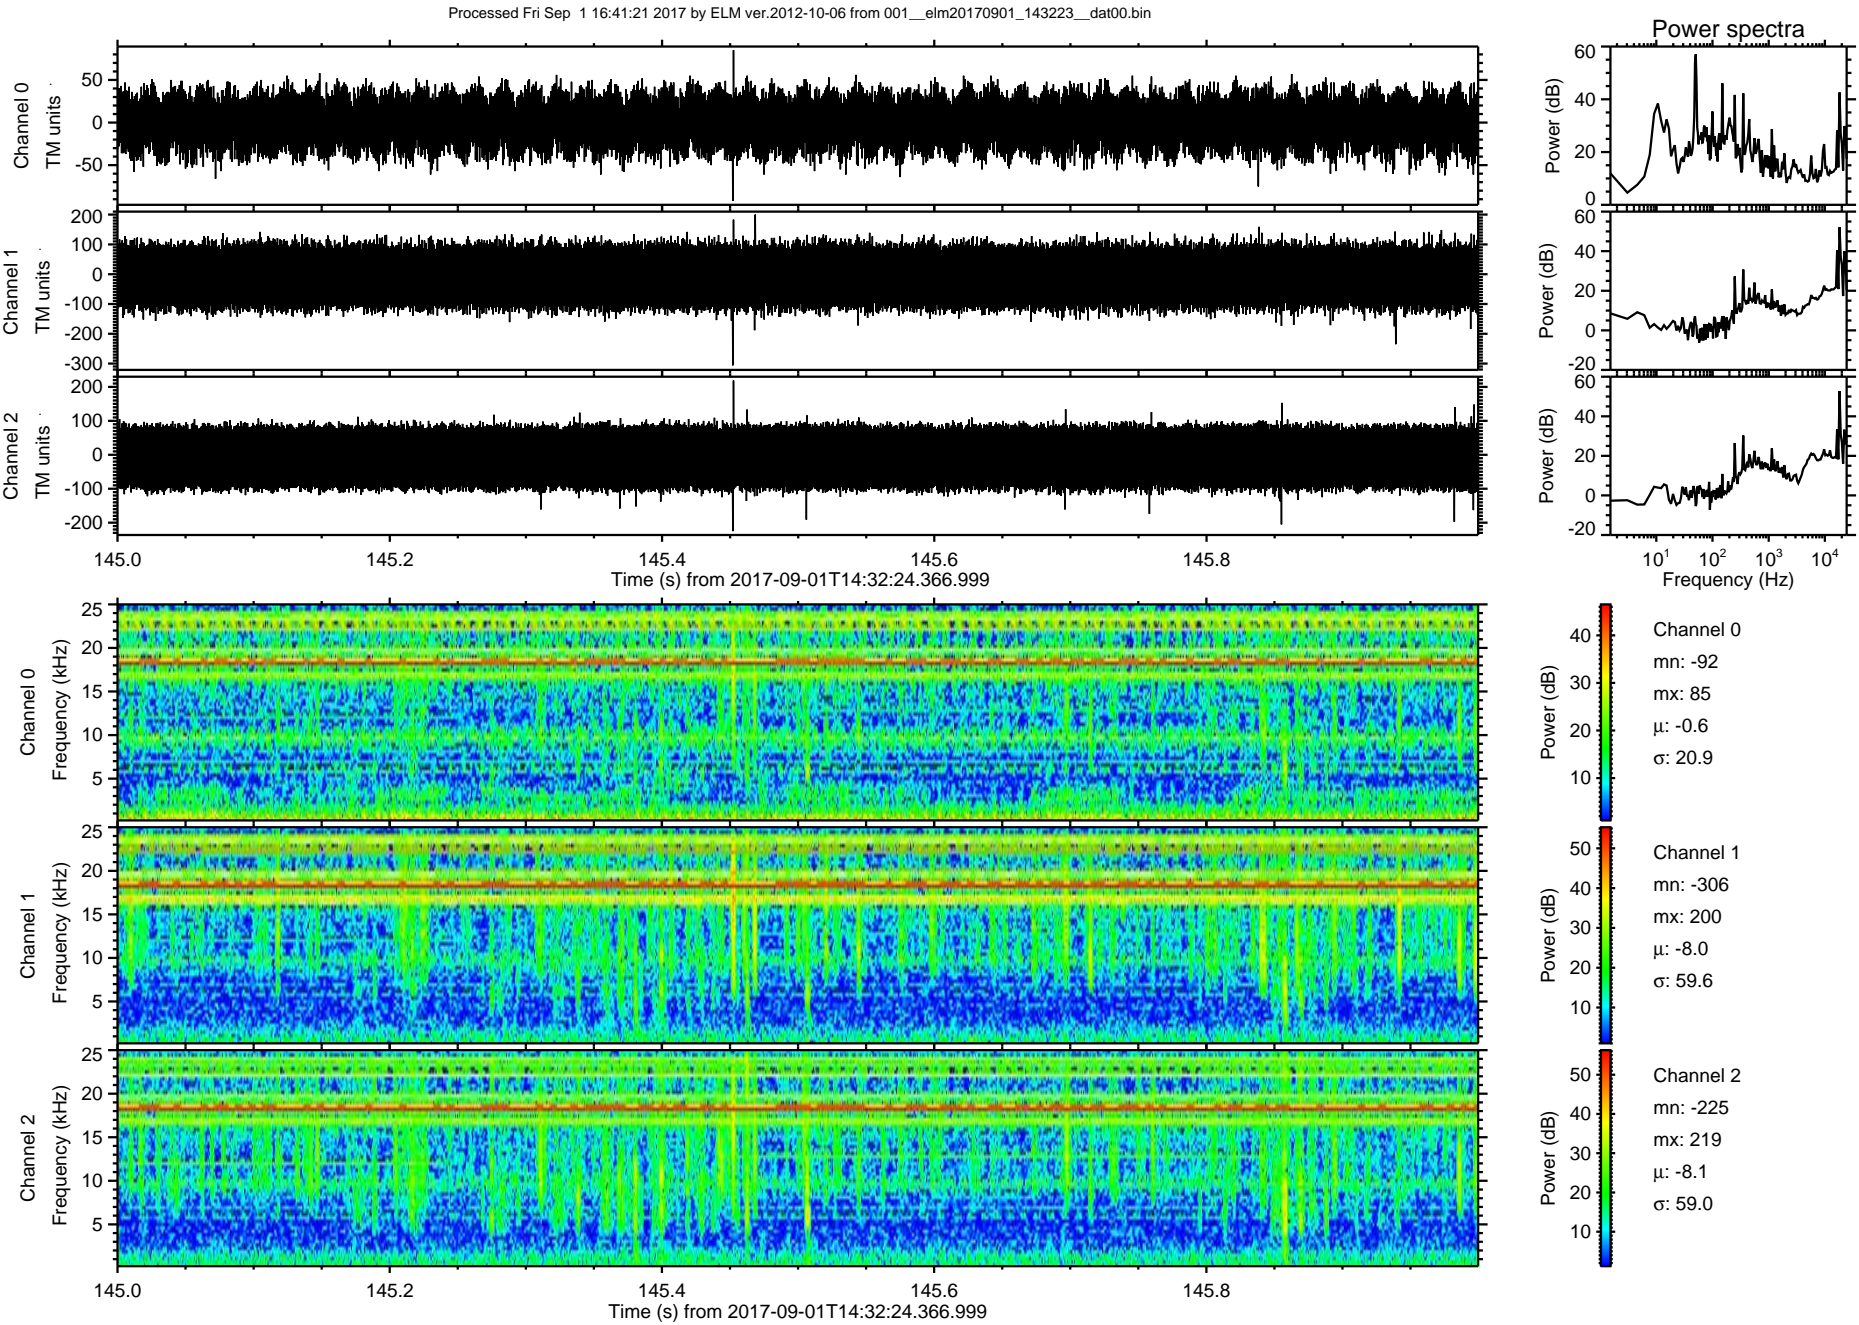 Processed Fri Sep  1 16:41:21 2017 by ELM ver.2012-10-06 from 001__elm20170901_143223__dat00.bin
Power spectra
Channel 0
TM units
50
0
-50
Power (dB)
60
40
20
0
Channel 1
TM units
200
100
0
-100
-200
-300
Power (dB)
60
40
20
0
-20
Channel 2
TM units
200
100
0
-100
-200
Power (dB)
60
40
20
0
-20
145.0 145.2 145.4 145.6 145.8
Time (s) from 2017-09-01T14:32:24.366.999
10^1 10^2 10^3 10^4
Frequency (Hz)
Channel 0
Frequency (kHz)
25
20
15
10
5
Power (dB)
40
30
20
10
Channel 0
mn: -92
mx: 85
μ: -0.6
σ: 20.9
Channel 1
Frequency (kHz)
25
20
15
10
5
Power (dB)
50
40
30
20
10
Channel 1
mn: -306
mx: 200
μ: -8.0
σ: 59.6
Channel 2
Frequency (kHz)
25
20
15
10
5
Power (dB)
50
40
30
20
10
Channel 2
mn: -225
mx: 219
μ: -8.1
σ: 59.0
145.0 145.2 145.4 145.6 145.8
Time (s) from 2017-09-01T14:32:24.366.999